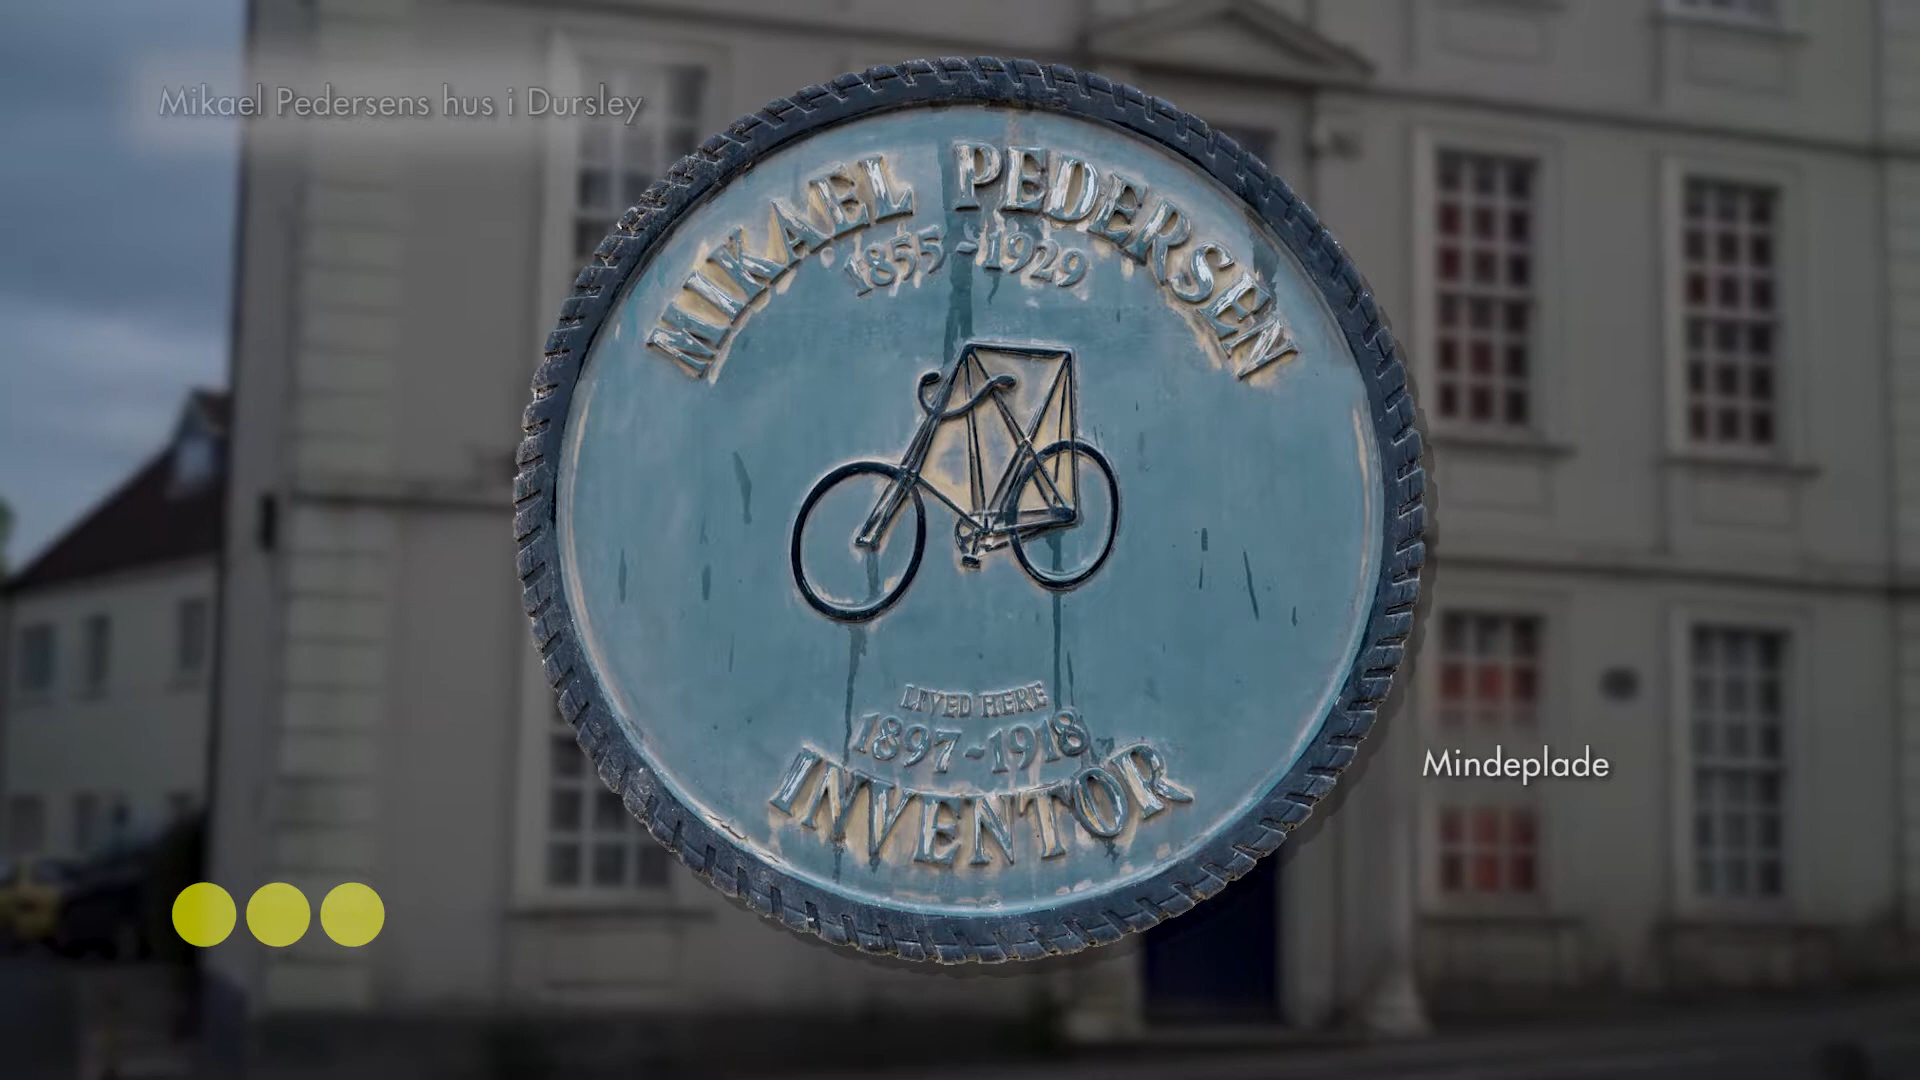 Mikael Pedersens hus i Dursley
MIKAEL PEDERSEN
1855-1929
LIVED HERE
1897-1918
INVENTOR
Mindeplade